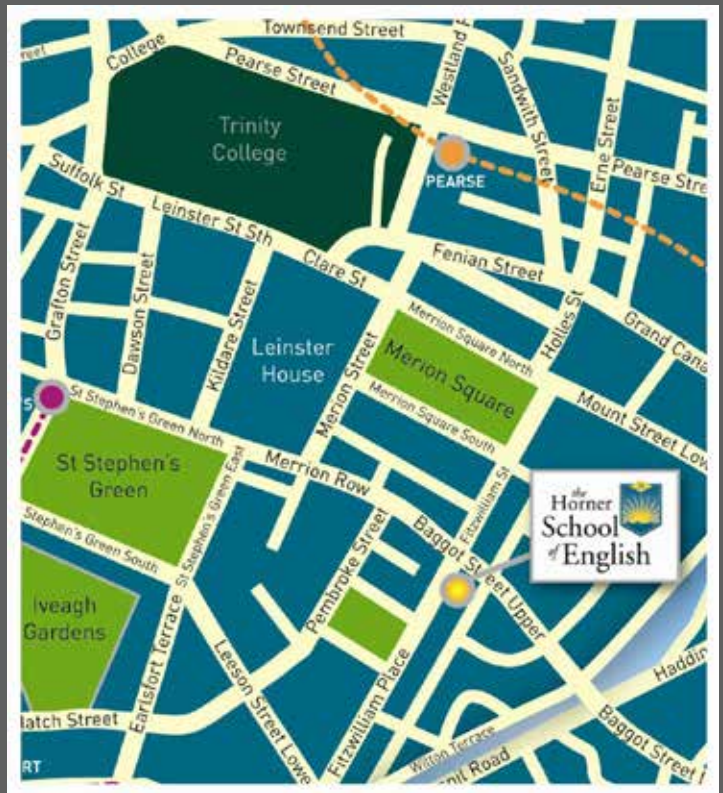 Townsend Street
College
Pearse Street
Westland
Sandwith Street
Erne Street
Trinity
College
PEARSE
Pearse Stre
Suffolk St
Leinster St Sth
Clare St
Fenian Street
Grafton Street
Dawson Street
Kildare Street
Leinster
House
Merion Street
Merrion Square North
Merion Square
Merrion Square South
Holles St
Grand Cana
Mount Street Low
S
St Stephen's Green North
St Stephen's
Green
St Stephen's Green East
Merrion Row
Fitzwilliam St
the
Horner
School
of English
Baggot Street Upper
Stephen's Green South
Pembroke Street
Iveagh
Gardens
Earlsfort Terrace
Leeson Street Lowe
Fitzwilliam Place
Haddin
Baggot Street
Wilton Terrace
Road
latch Street
RT